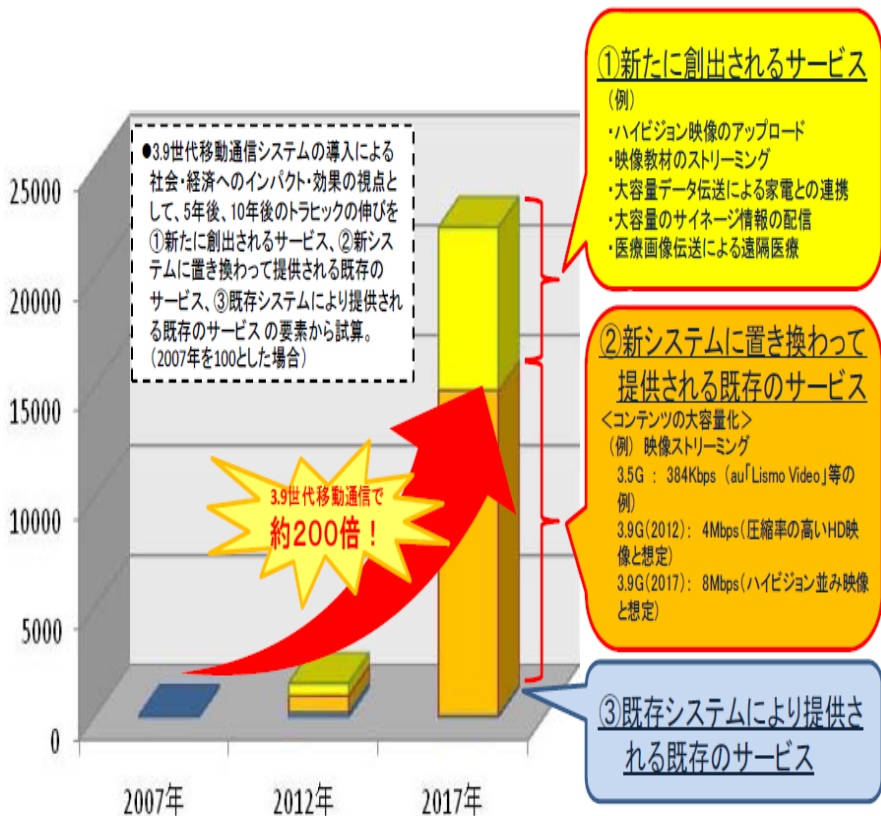 ●3.9世代移動通信システムの導入による
社会・経済へのインパクト・効果の視点と
して、5年後、10年後のトラヒックの伸びを
①新たに創出されるサービス、②新シス
テムに置き換わって提供される既存の
サービス、③既存システムにより提供され
る既存のサービス の要素から試算。
(2007年を100とした場合)
25000
20000
15000
10000
5000
0
2007年
2012年
2017年
3.9世代移動通信で
約200倍！
①新たに創出されるサービス
(例)
・ハイビジョン映像のアップロード
・映像教材のストリーミング
・大容量データ伝送による家電との連携
・大容量のサイネージ情報の配信
・医療画像伝送による遠隔医療
②新システムに置き換わって
提供される既存のサービス
＜コンテンツの大容量化＞
(例) 映像ストリーミング
3.5G : 384Kbps (au「Lismo Video」等の
例)
3.9G(2012): 4Mbps(圧縮率の高いHD映
像と想定)
3.9G(2017): 8Mbps(ハイビジョン並み映像
と想定)
③既存システムにより提供さ
れる既存のサービス